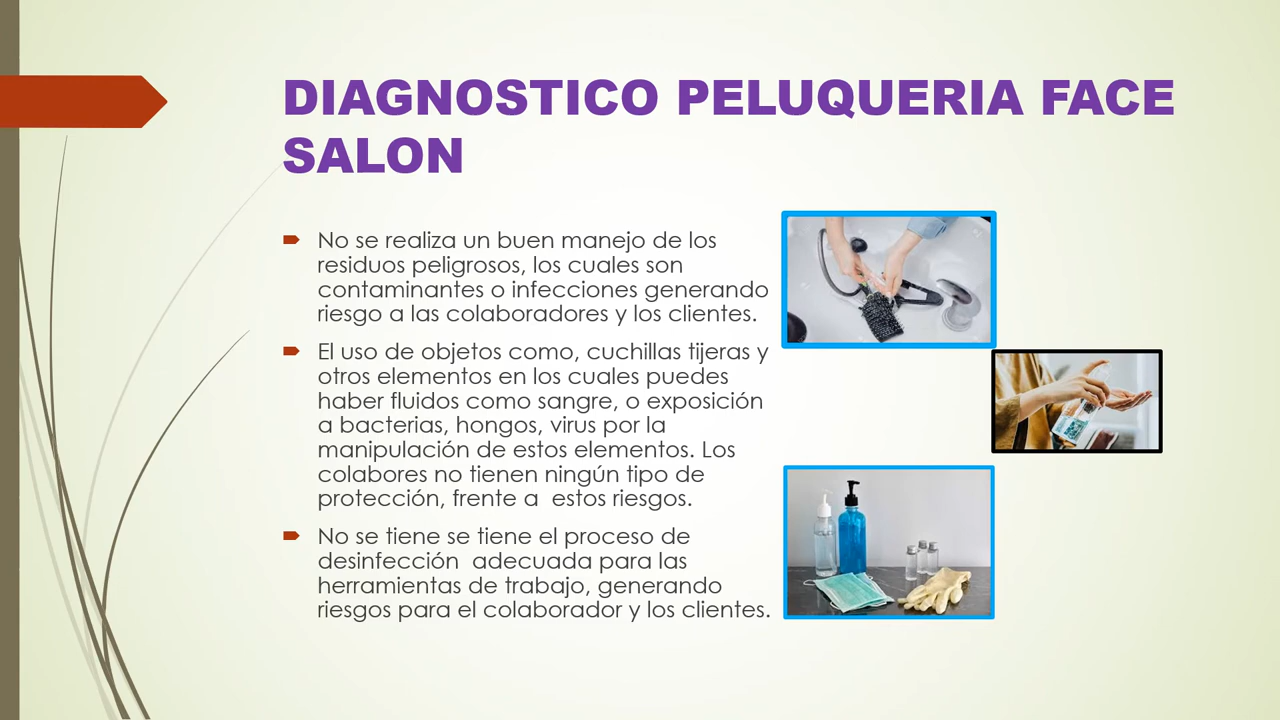 DIAGNOSTICO PELUQUERIA FACE
SALON
No se realiza un buen manejo de los
residuos peligrosos, los cuales son
contaminantes o infecciones generando
riesgo a las colaboradores y los clientes.
El uso de objetos como, cuchillas tijeras y
otros elementos en los cuales puedes
haber fluidos como sangre, o exposición
a bacterias, hongos, virus por la
manipulación de estos elementos. Los
colabores no tienen ningún tipo de
protección, frente a  estos riesgos.
No se tiene se tiene el proceso de
desinfección  adecuada para las
herramientas de trabajo, generando
riesgos para el colaborador y los clientes.